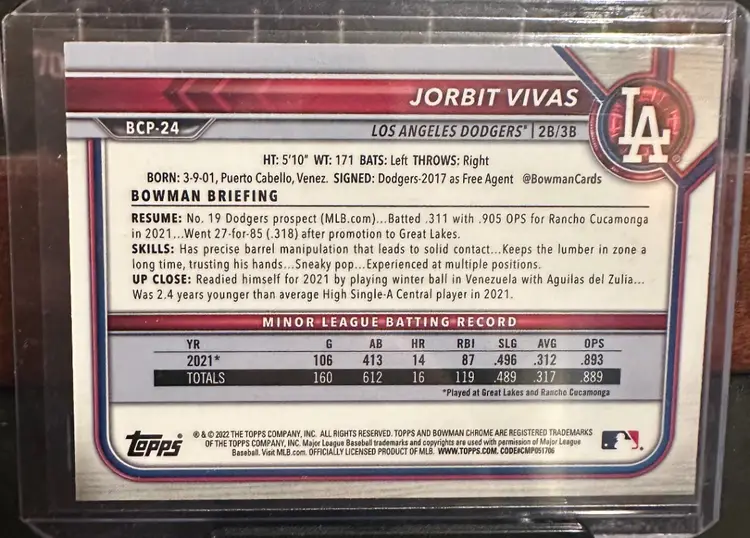 JORBIT VIVAS
BCP-24
LOS ANGELES DODGERS® | 2B/3B
LA®
HT: 5'10" WT: 171 BATS: Left THROWS: Right
BORN: 3-9-01, Puerto Cabello, Venez. SIGNED: Dodgers-2017 as Free Agent @BowmanCards
BOWMAN BRIEFING
RESUME: No. 19 Dodgers prospect (MLB.com)...Batted .311 with .905 OPS for Rancho Cucamonga
in 2021...Went 27-for-85 (.318) after promotion to Great Lakes.
SKILLS: Has precise barrel manipulation that leads to solid contact...Keeps the lumber in zone a
long time, trusting his hands...Sneaky pop...Experienced at multiple positions.
UP CLOSE: Readied himself for 2021 by playing winter ball in Venezuela with Aguilas del Zulia...
Was 2.4 years younger than average High Single-A Central player in 2021.
MINOR LEAGUE BATTING RECORD
YR G AB HR RBI SLG AVG OPS
2021* 106 413 14 87 .496 .312 .893
TOTALS 160 612 16 119 .489 .317 .889
*Played at Great Lakes and Rancho Cucamonga
topps
® & © 2022 THE TOPPS COMPANY, INC. ALL RIGHTS RESERVED. TOPPS AND BOWMAN CHROME ARE REGISTERED TRADEMARKS
OF THE TOPPS COMPANY, INC. Major League Baseball trademarks and copyrights are used with permission of Major League
Baseball. Visit MLB.com. OFFICIALLY LICENSED PRODUCT OF MLB. WWW.TOPPS.COM. CODE#CMP051706